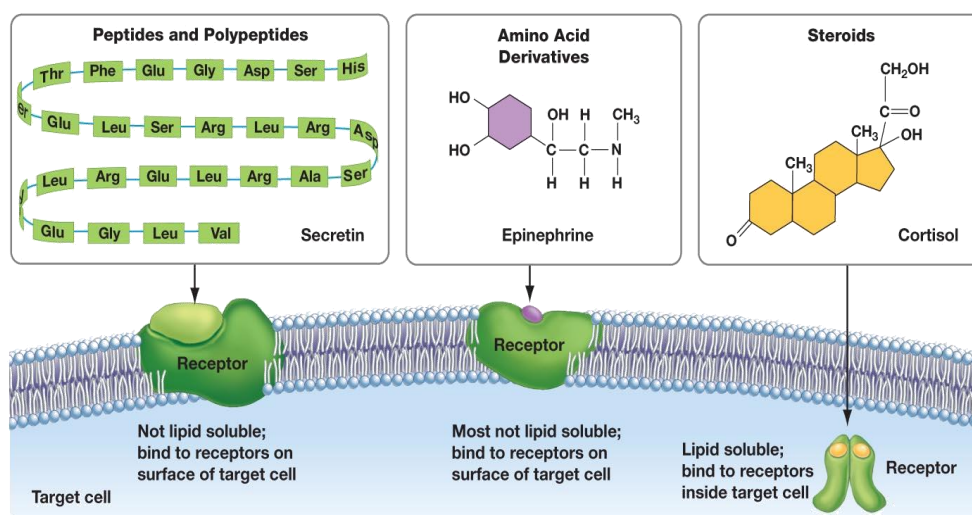 Peptides and Polypeptides
Thr Phe Glu Gly Asp Ser His
Glu Leu Ser Arg Leu Arg Asp
Leu Arg Glu Leu Arg Ala Ser
Glu Gly Leu Val
Secretin
Amino Acid
Derivatives
HO
OH H CH₃
HO
C C N
H H H
Epinephrine
Steroids
CH₂OH
C=O
CH₃ OH
CH₃
O
Cortisol
Receptor
Receptor
Not lipid soluble;
bind to receptors on
surface of target cell
Most not lipid soluble;
bind to receptors on
surface of target cell
Lipid soluble;
bind to receptors
inside target cell
Receptor
Target cell